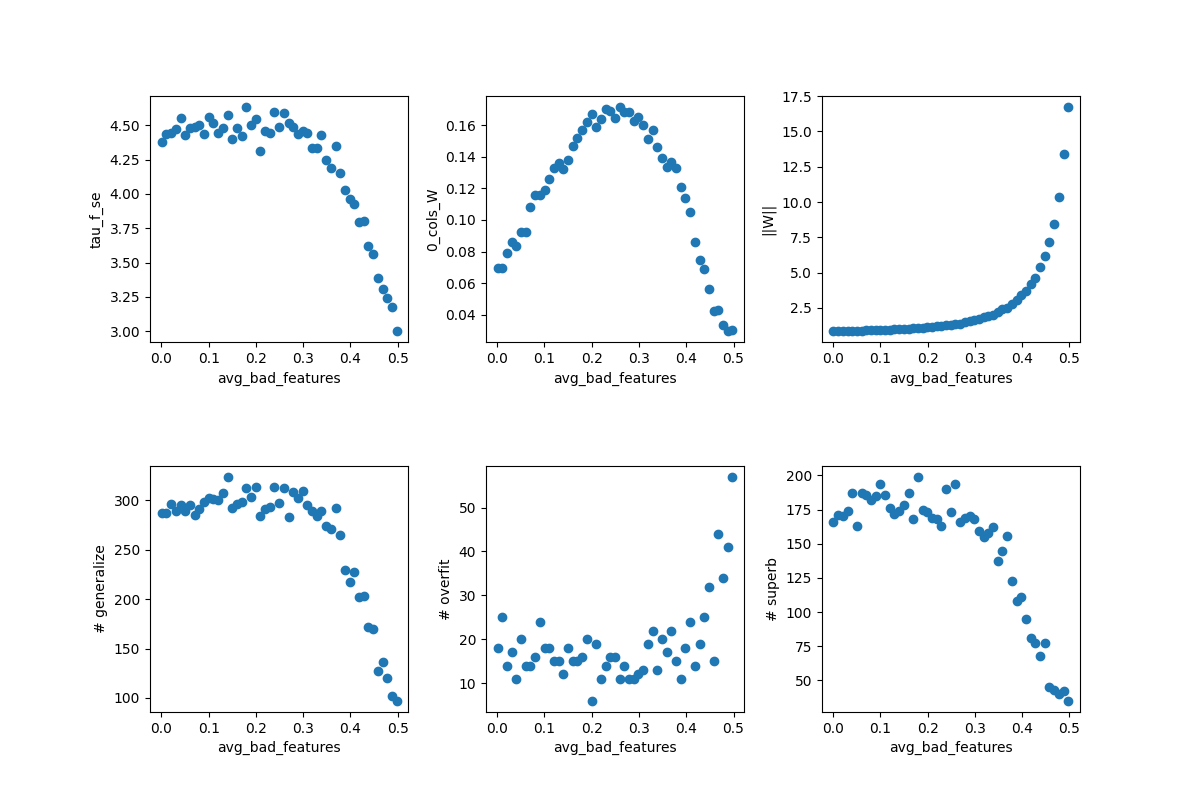 tau_f_se
4.50
4.25
4.00
3.75
3.50
3.25
3.00
0.0 0.1 0.2 0.3 0.4 0.5
avg_bad_features
0_cols_W
0.16
0.14
0.12
0.10
0.08
0.06
0.04
0.0 0.1 0.2 0.3 0.4 0.5
avg_bad_features
||W||
17.5
15.0
12.5
10.0
7.5
5.0
2.5
0.0 0.1 0.2 0.3 0.4 0.5
avg_bad_features
# generalize
300
250
200
150
100
0.0 0.1 0.2 0.3 0.4 0.5
avg_bad_features
# overfit
50
40
30
20
10
0.0 0.1 0.2 0.3 0.4 0.5
avg_bad_features
# superb
200
175
150
125
100
75
50
0.0 0.1 0.2 0.3 0.4 0.5
avg_bad_features